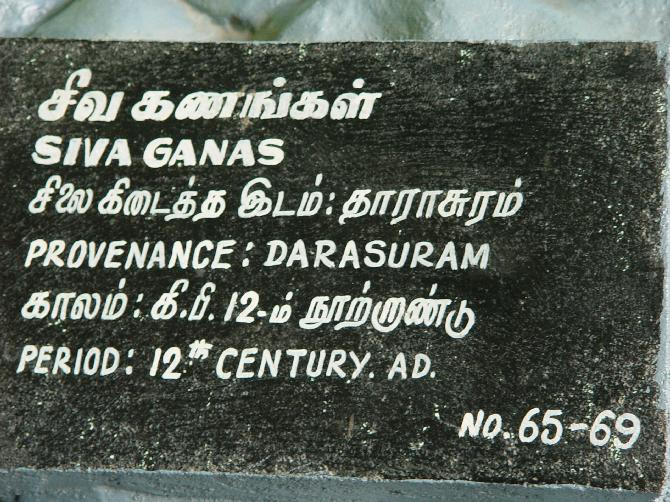 சீவ கணங்கள்
SIVA GANAS
சிலை கிடைத்த இடம்: தாராசுரம்
PROVENANCE: DARASURAM
காலம்: கி.பி. 12-ம் நூற்றாண்டு
PERIOD: 12th CENTURY. AD.
NO. 65-69